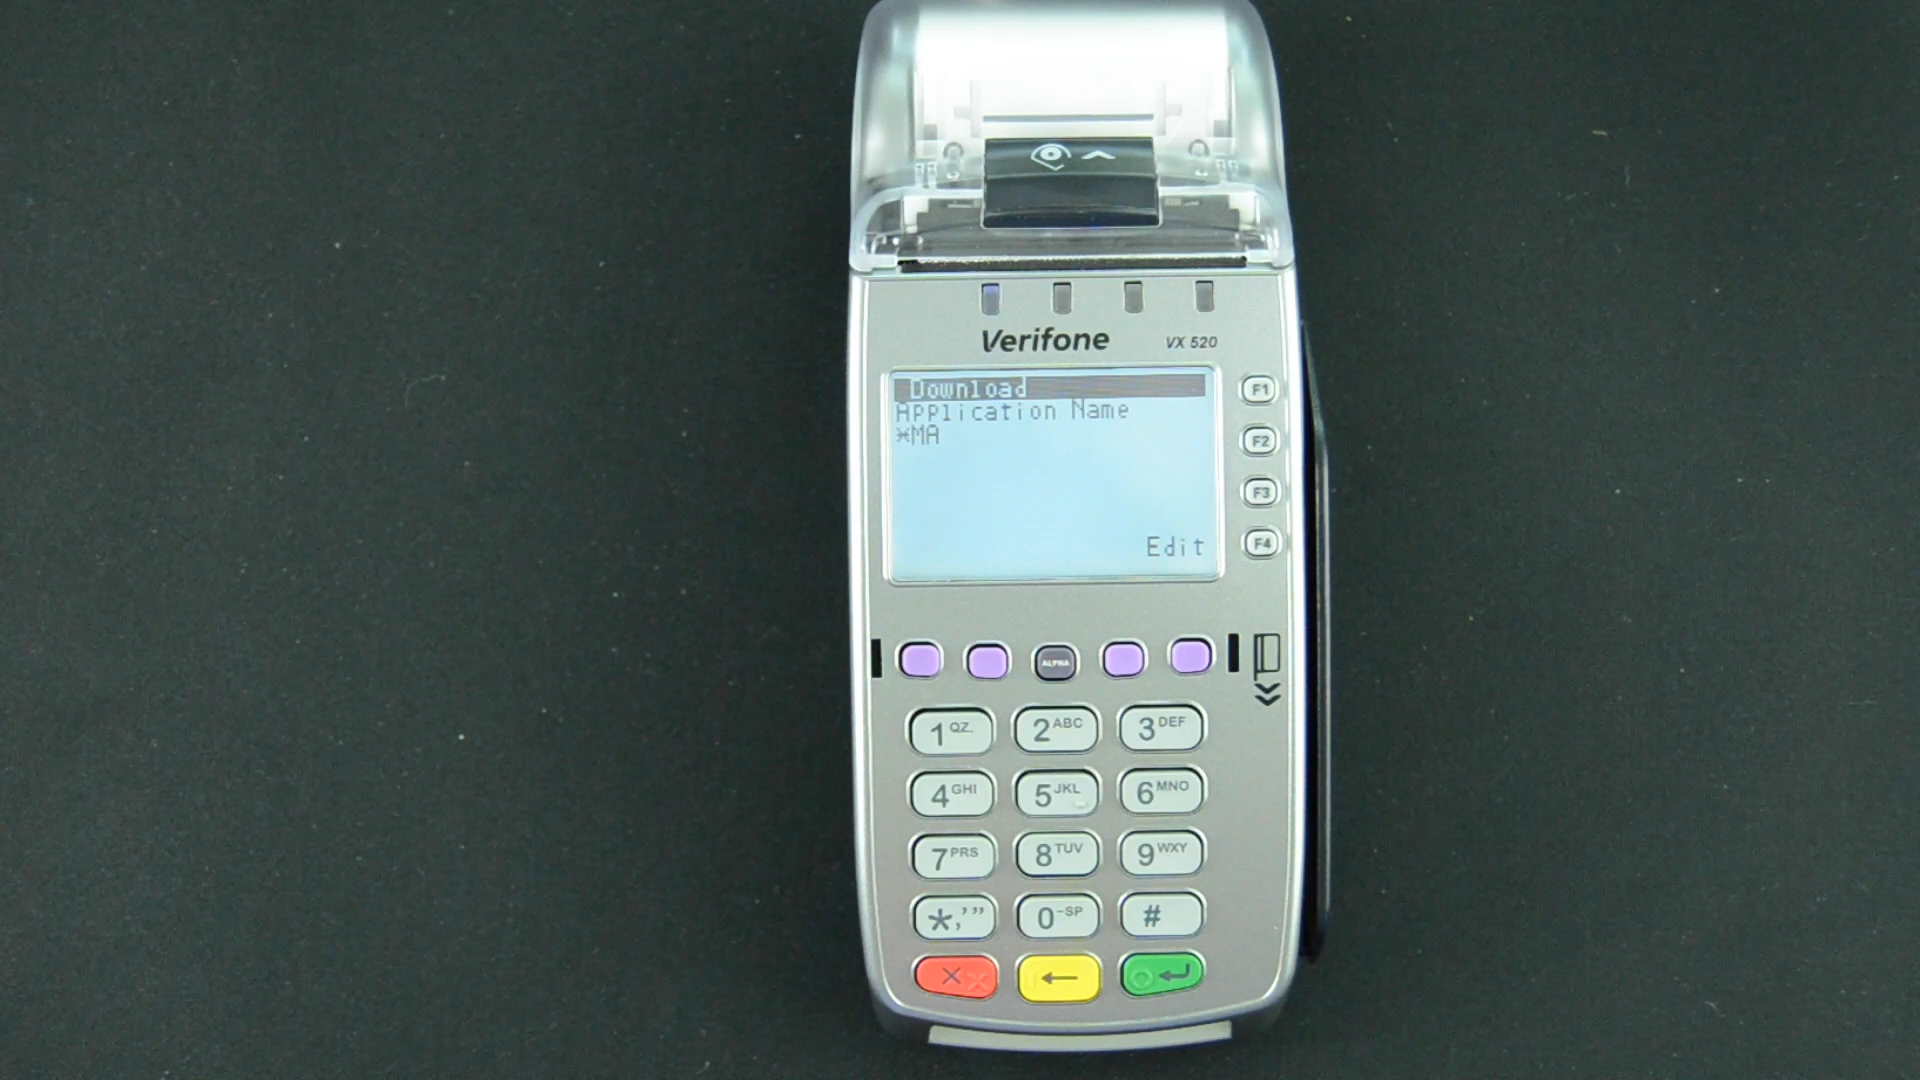 Verifone VX 520
Download
Application Name
*MA
Edit
F1
F2
F3
F4
ALPHA
1 QZ. 2 ABC 3 DEF
4 GHI 5 JKL 6 MNO
7 PRS 8 TUV 9 WXY
*,'" 0 -SP #